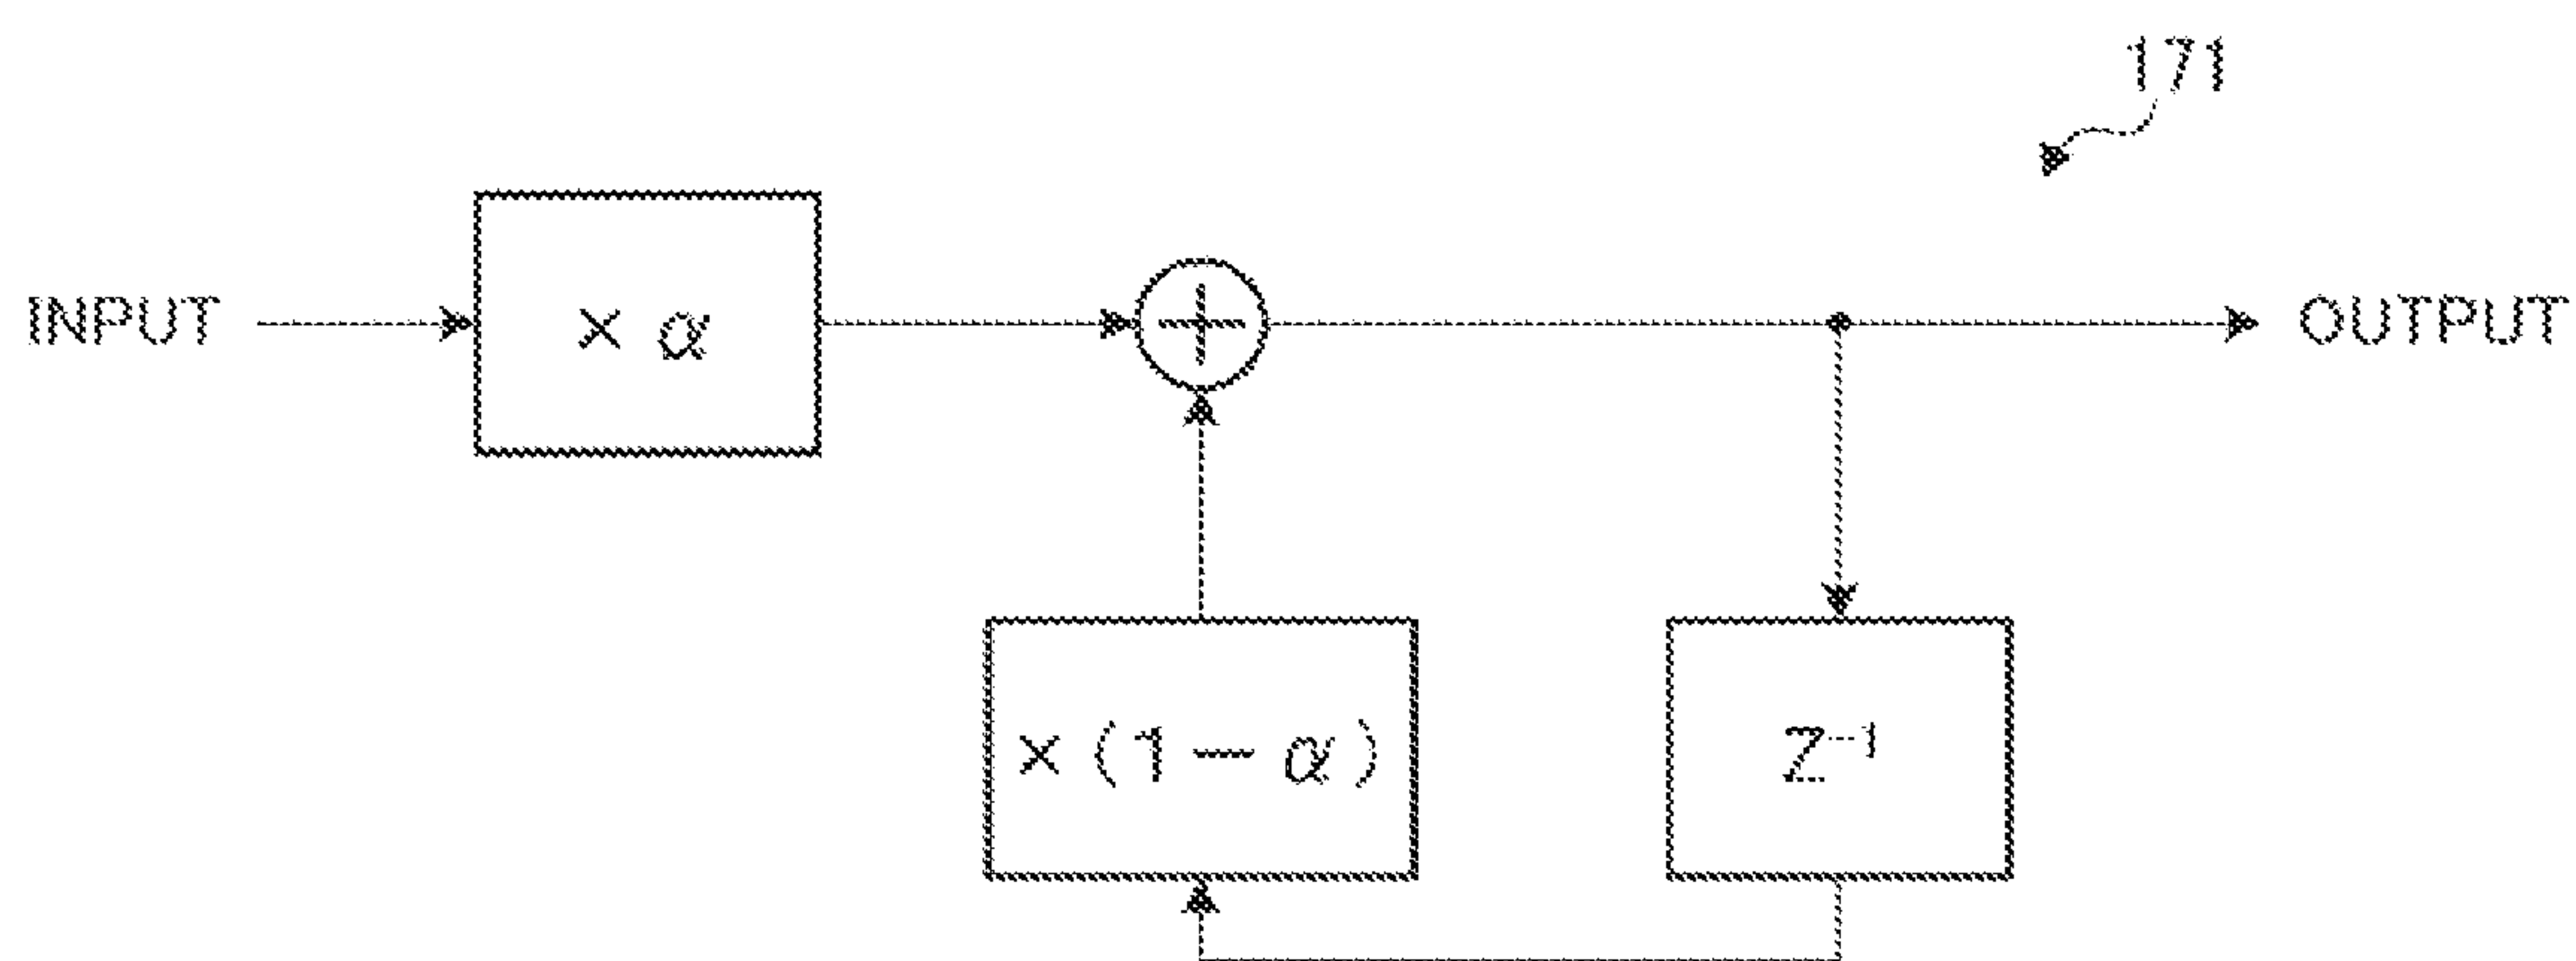 171
INPUT
× α
+
OUTPUT
× (1 − α)
Z⁻¹